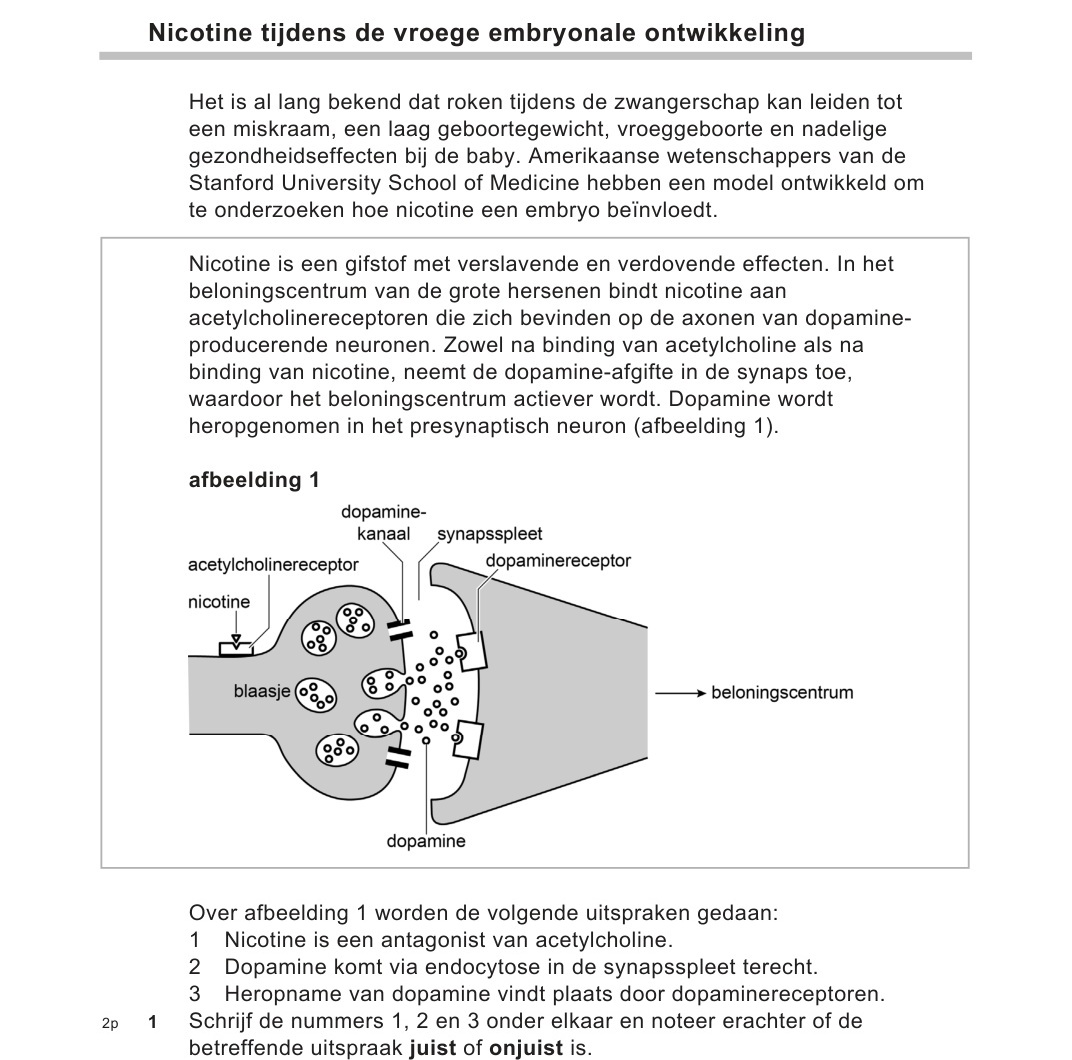 Nicotine tijdens de vroege embryonale ontwikkeling
Het is al lang bekend dat roken tijdens de zwangerschap kan leiden tot
een miskraam, een laag geboortegewicht, vroeggeboorte en nadelige
gezondheidseffecten bij de baby. Amerikaanse wetenschappers van de
Stanford University School of Medicine hebben een model ontwikkeld om
te onderzoeken hoe nicotine een embryo beïnvloedt.
Nicotine is een gifstof met verslavende en verdovende effecten. In het
beloningscentrum van de grote hersenen bindt nicotine aan
acetylcholinereceptoren die zich bevinden op de axonen van dopamine-
producerende neuronen. Zowel na binding van acetylcholine als na
binding van nicotine, neemt de dopamine-afgifte in de synaps toe,
waardoor het beloningscentrum actiever wordt. Dopamine wordt
heropgenomen in het presynaptisch neuron (afbeelding 1).
afbeelding 1
dopamine-
kanaal
synapsspleet
dopaminereceptor
acetylcholinereceptor
nicotine
blaasje
beloningscentrum
dopamine
Over afbeelding 1 worden de volgende uitspraken gedaan:
1 Nicotine is een antagonist van acetylcholine.
2 Dopamine komt via endocytose in de synapsspleet terecht.
3 Heropname van dopamine vindt plaats door dopaminereceptoren.
2p 1 Schrijf de nummers 1, 2 en 3 onder elkaar en noteer erachter of de
betreffende uitspraak juist of onjuist is.